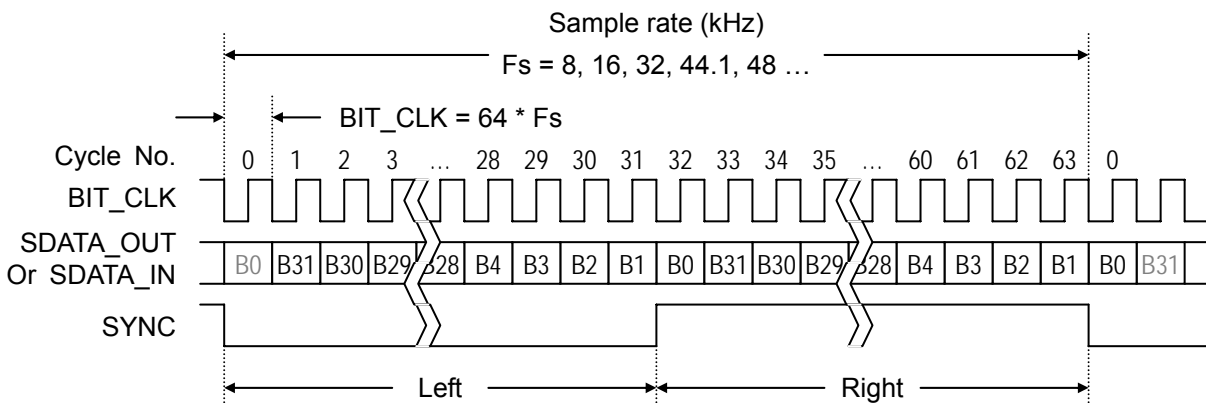 Sample rate (kHz)
Fs = 8, 16, 32, 44.1, 48 …
BIT_CLK = 64 * Fs
Cycle No. 0 1 2 3 … 28 29 30 31 32 33 34 35 … 60 61 62 63 0
BIT_CLK
SDATA_OUT
Or SDATA_IN
B0 B31 B30 B29 B28 B4 B3 B2 B1 B0 B31 B30 B29 B28 B4 B3 B2 B1 B0 B31
SYNC
Left Right